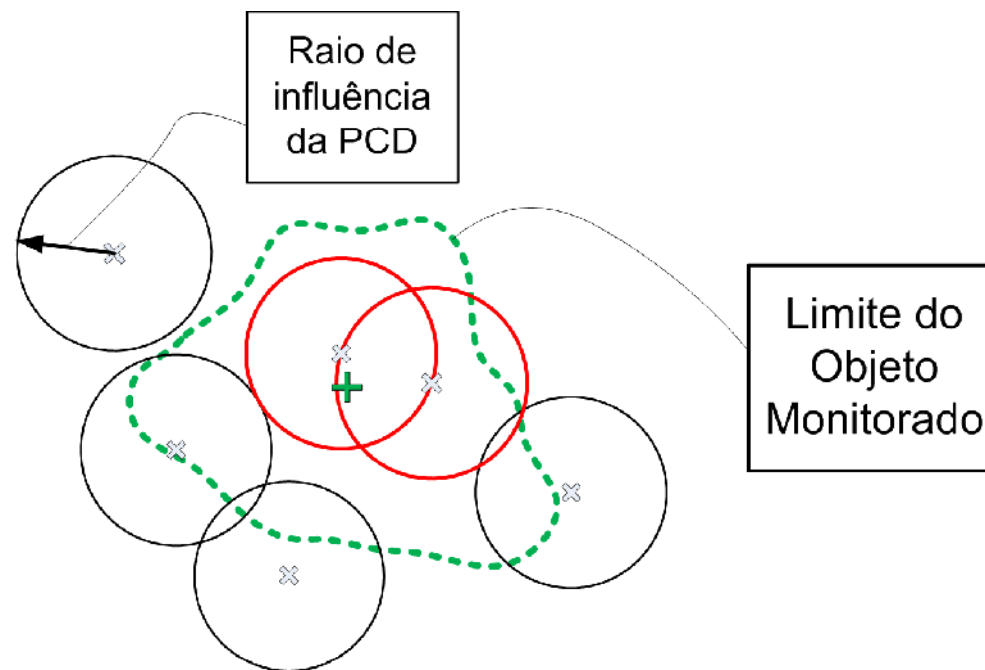 Raio de
influência
da PCD
Limite do
Objeto
Monitorado